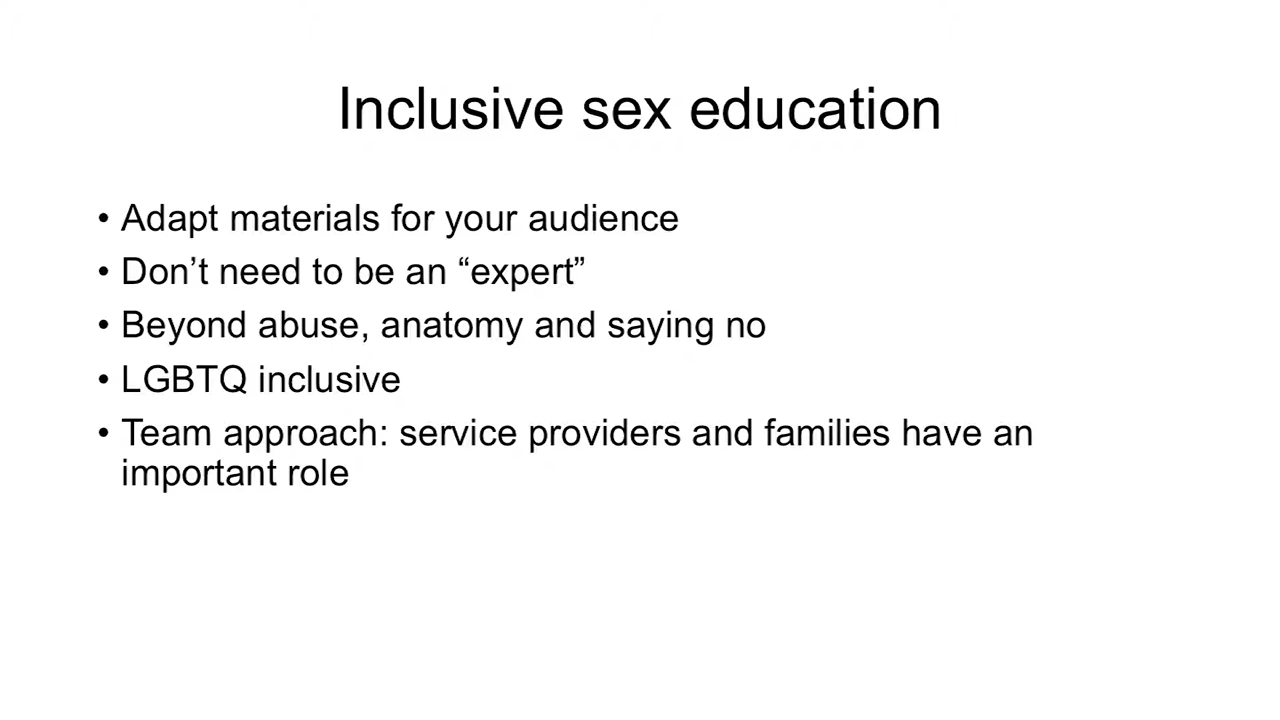 Inclusive sex education
• Adapt materials for your audience
• Don’t need to be an “expert”
• Beyond abuse, anatomy and saying no
• LGBTQ inclusive
• Team approach: service providers and families have an
important role